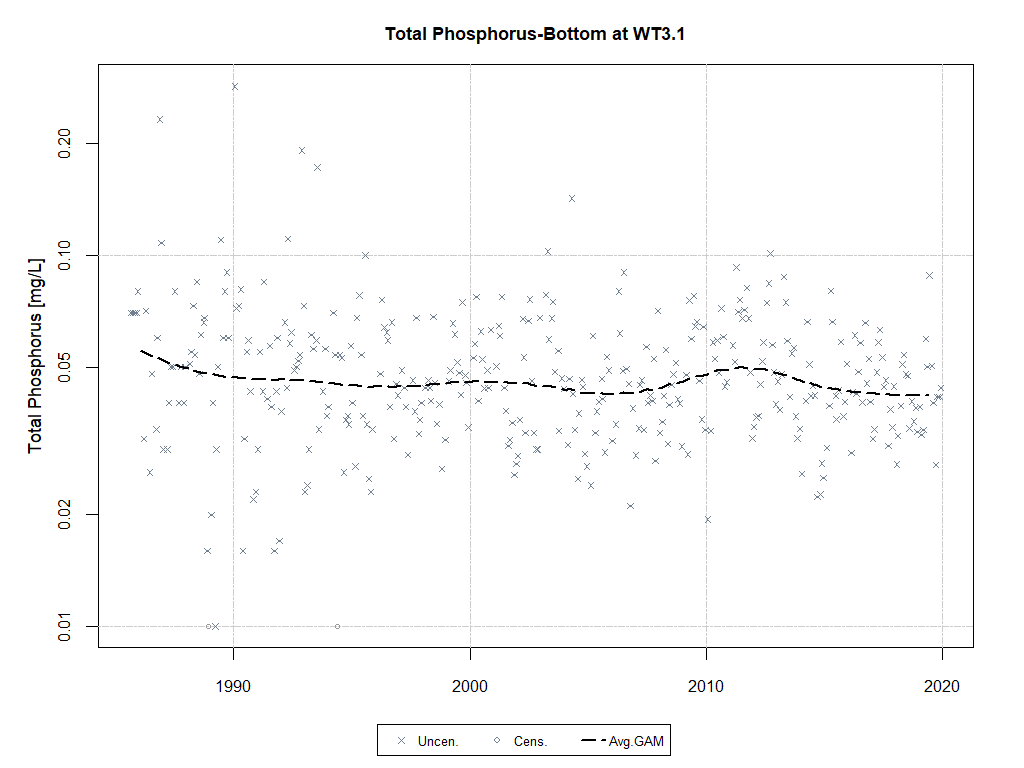 Total Phosphorus-Bottom at WT3.1
Total Phosphorus [mg/L]
0.20
0.10
0.05
0.02
0.01
1990 2000 2010 2020
Uncen. Cens. Avg.GAM